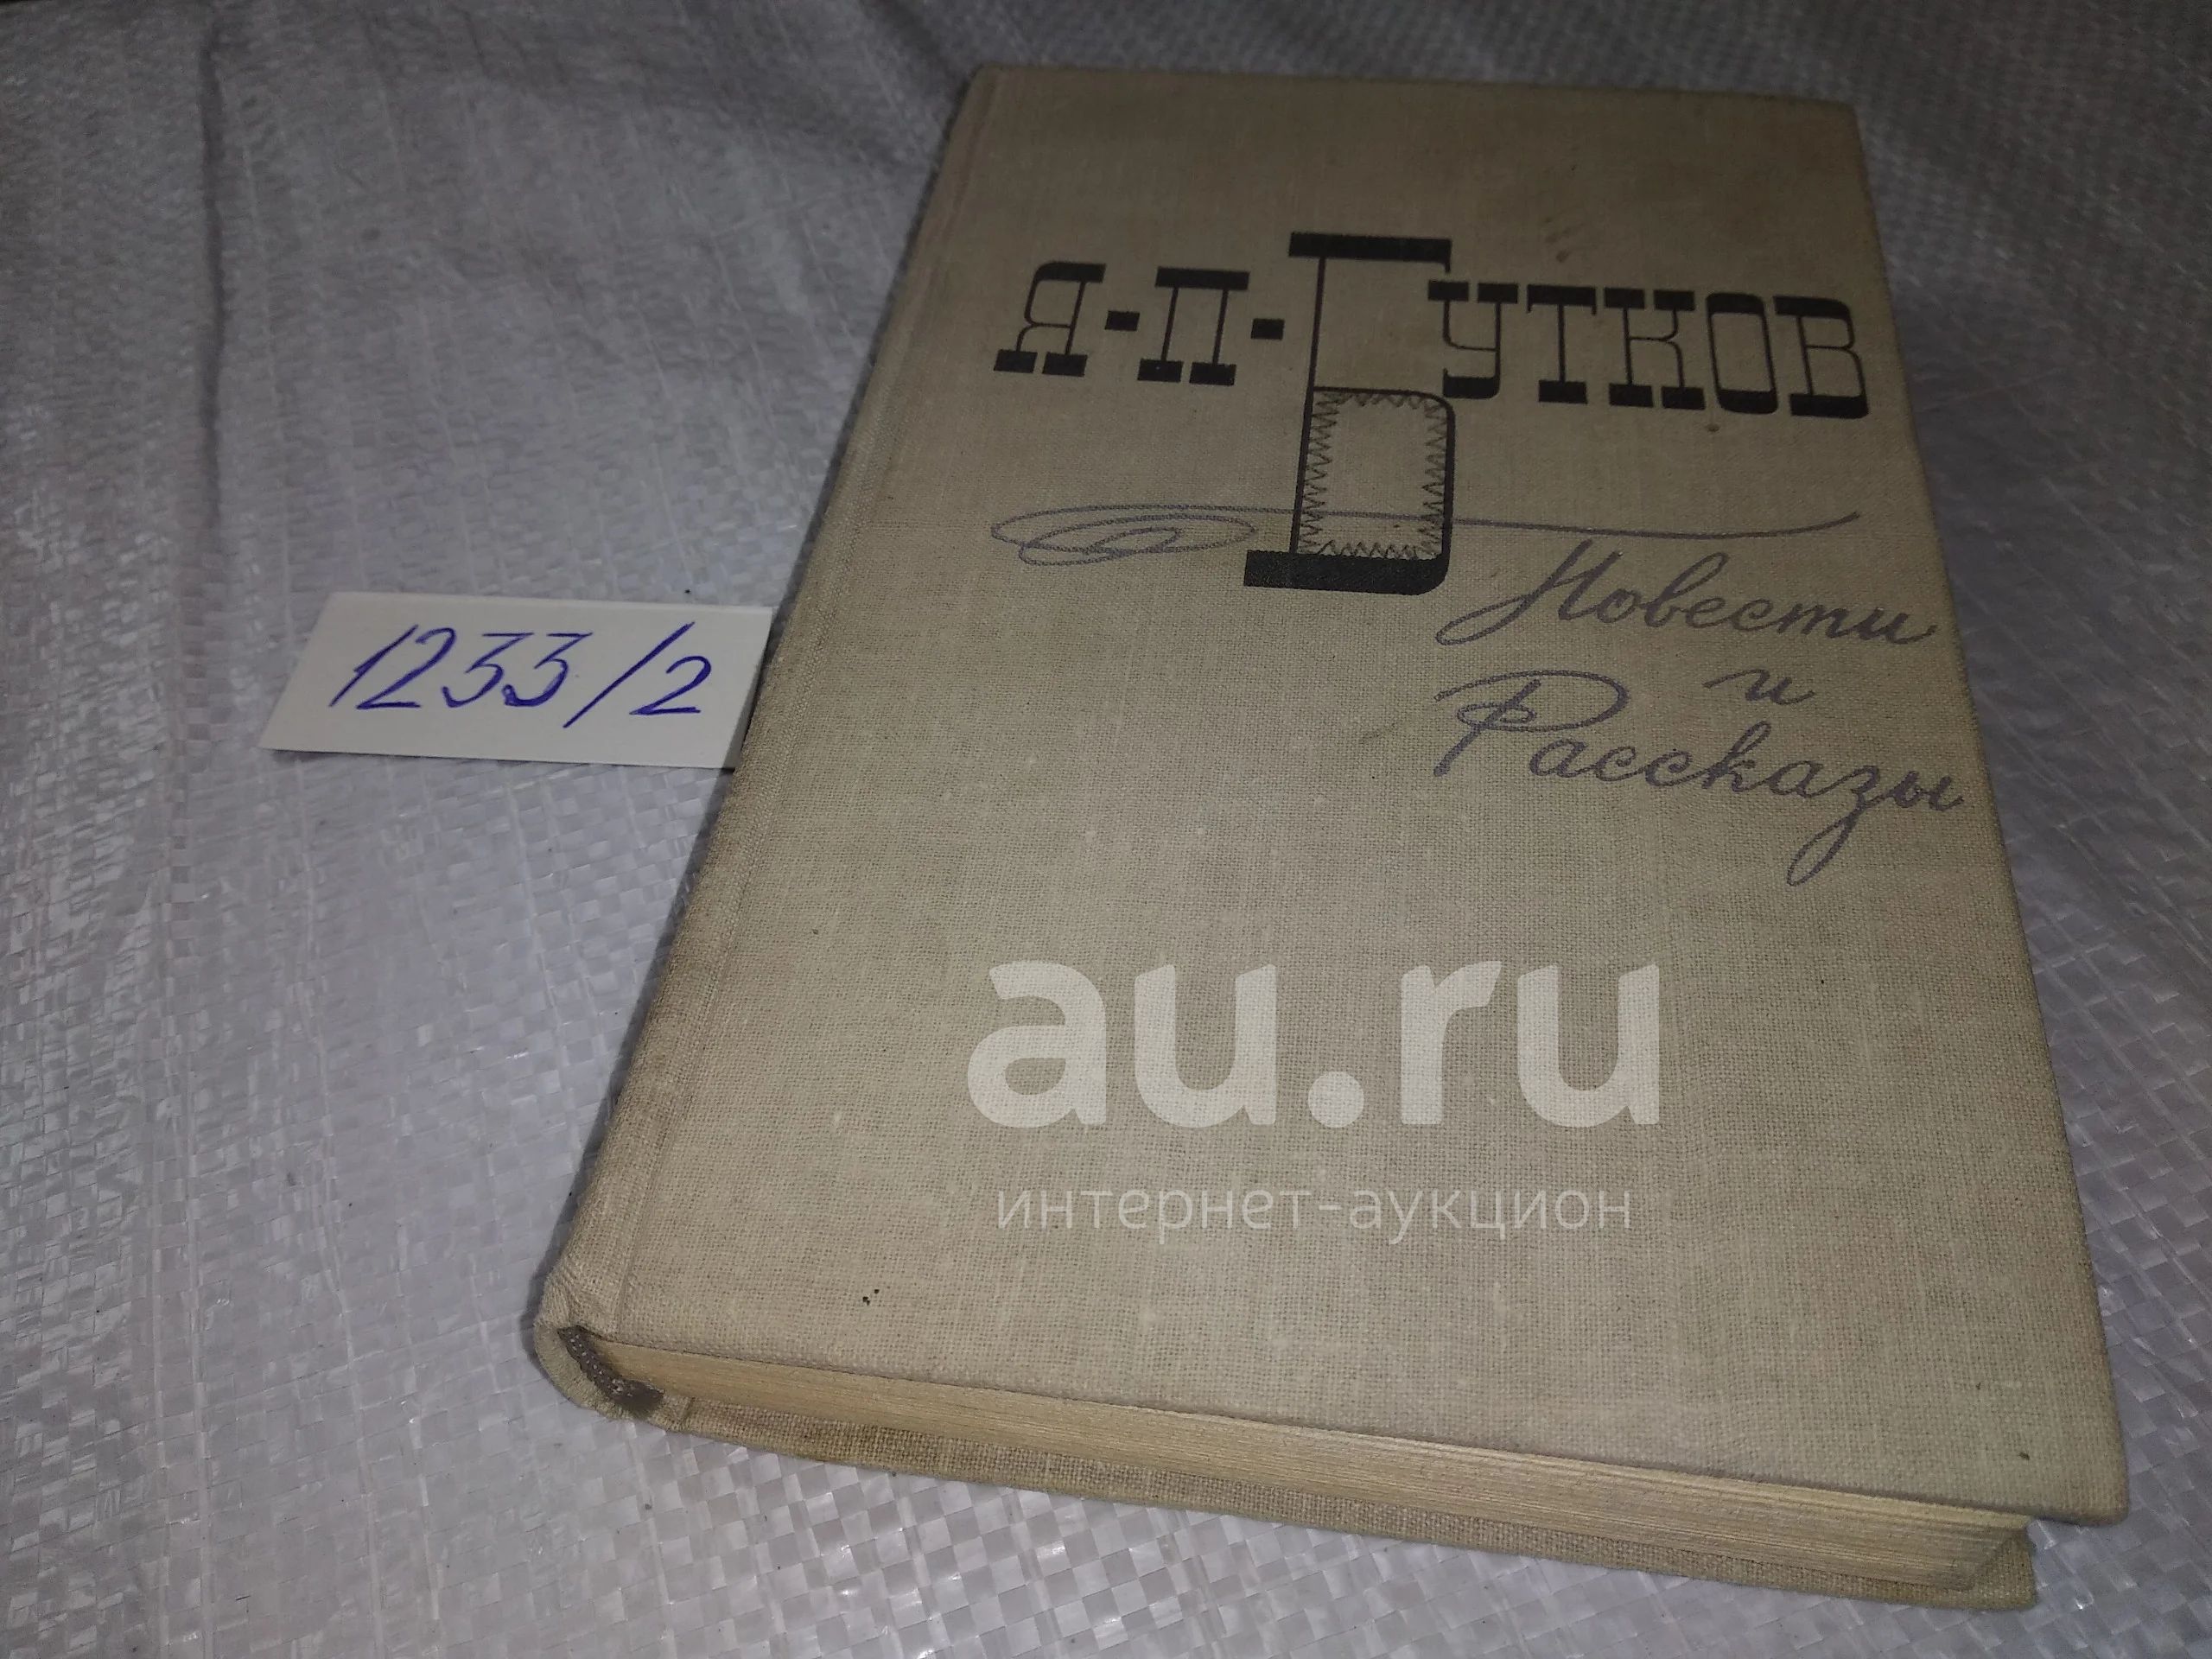 Я·П·БУТКОВ
Повести
и
Рассказы
1233/2
au.ru
интернет-аукцион